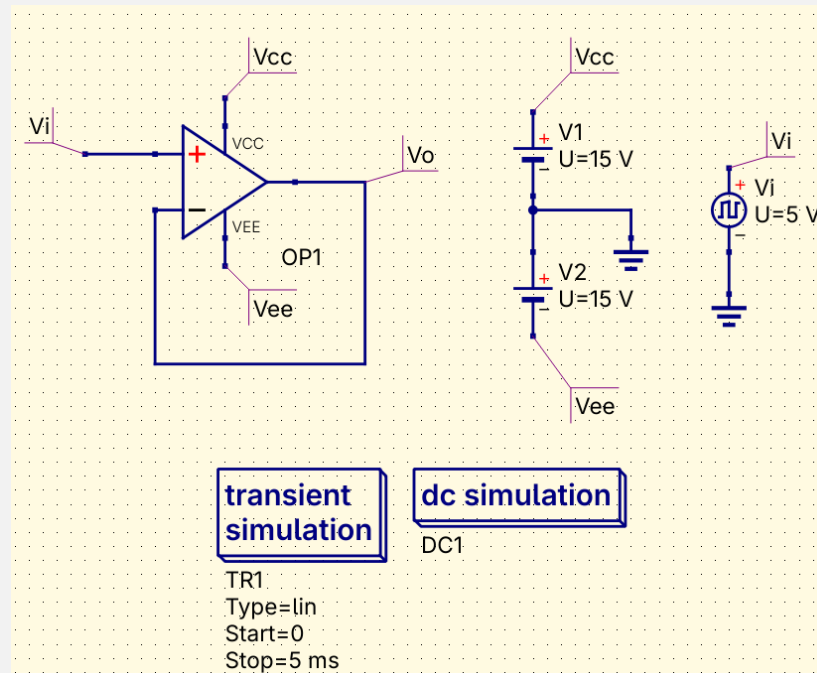 Vcc
Vi
VCC
Vo
+
−
VEE
OP1
Vee
Vcc
+
V1
U=15 V
−
+
V2
U=15 V
−
Vee
Vi
+
Vi
U=5 V
−
transient
simulation
TR1
Type=lin
Start=0
Stop=5 ms
dc simulation
DC1